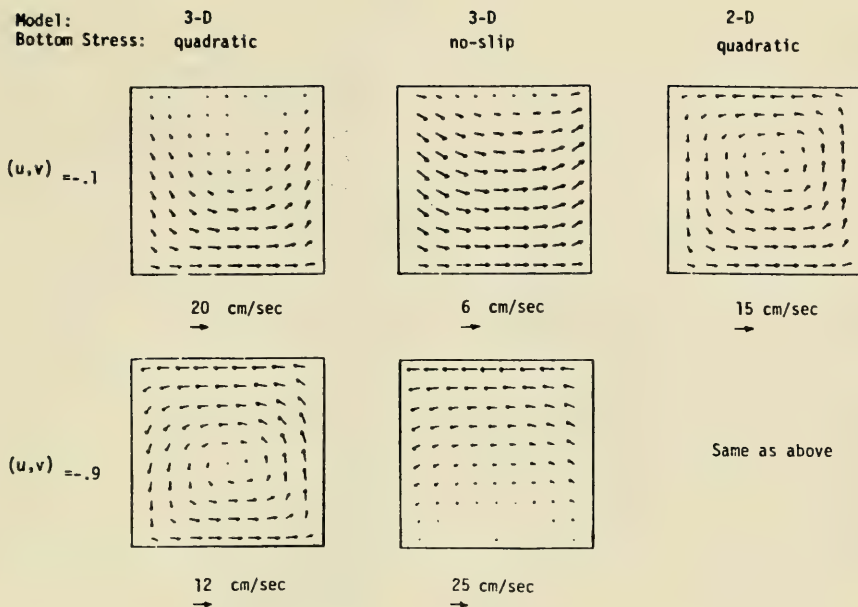 Model: 3-D 3-D 2-D
Bottom Stress: quadratic no-slip quadratic
(u,v) =-.1
20 cm/sec 6 cm/sec 15 cm/sec
(u,v) =-.9
Same as above
12 cm/sec 25 cm/sec